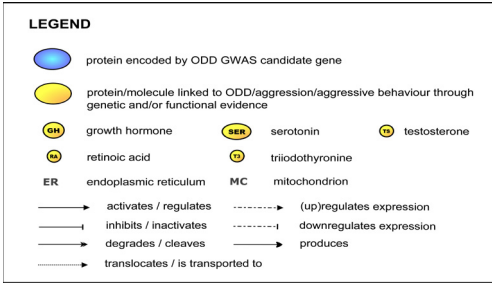 LEGEND
protein encoded by ODD GWAS candidate gene
protein/molecule linked to ODD/aggression/aggressive behaviour through
genetic and/or functional evidence
GH growth hormone SER serotonin TS testosterone
RA retinoic acid T3 triiodothyronine
ER endoplasmic reticulum MC mitochondrion
activates / regulates (up)regulates expression
inhibits / inactivates downregulates expression
degrades / cleaves produces
translocates / is transported to